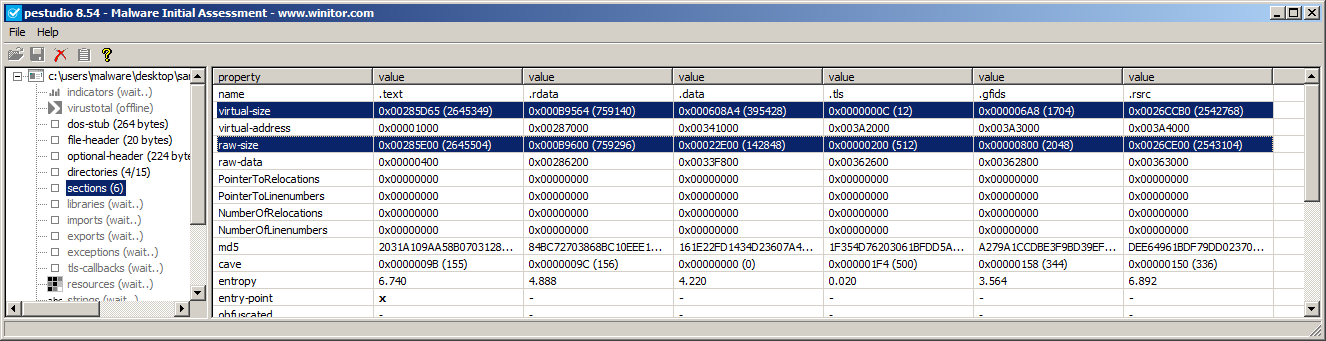 pestudio 8.54 - Malware Initial Assessment - www.winitor.com
File Help
c:\users\malware\desktop\sa
indicators (wait..)
virustotal (offline)
dos-stub (264 bytes)
file-header (20 bytes)
optional-header (224 byte
directories (4/15)
sections (6)
libraries (wait..)
imports (wait..)
exports (wait..)
exceptions (wait..)
tls-callbacks (wait..)
resources (wait..)
strings (wait..)
property value value value value value value
name .text .rdata .data .tls .gfids .rsrc
virtual-size 0x00285D65 (2645349) 0x000B9564 (759140) 0x000608A4 (395428) 0x0000000C (12) 0x000006A8 (1704) 0x0026CCB0 (2542768)
virtual-address 0x00001000 0x00287000 0x00341000 0x003A2000 0x003A3000 0x003A4000
raw-size 0x00285E00 (2645504) 0x000B9600 (759296) 0x00022E00 (142848) 0x00000200 (512) 0x00000800 (2048) 0x0026CE00 (2543104)
raw-data 0x00000400 0x00286200 0x0033F800 0x00362600 0x00362800 0x00363000
PointerToRelocations 0x00000000 0x00000000 0x00000000 0x00000000 0x00000000 0x00000000
PointerToLinenumbers 0x00000000 0x00000000 0x00000000 0x00000000 0x00000000 0x00000000
NumberOfRelocations 0x00000000 0x00000000 0x00000000 0x00000000 0x00000000 0x00000000
NumberOfLinenumbers 0x00000000 0x00000000 0x00000000 0x00000000 0x00000000 0x00000000
md5 2031A109AA58B0703128... 84BC72703868BC10EEE1... 161E22FD1434D23607A4... 1F354D76203061BFDD5A... A279A1CCDBE3F9BD39EF... DEE64961BDF79DD02370...
cave 0x0000009B (155) 0x0000009C (156) 0x00000000 (0) 0x000001F4 (500) 0x00000158 (344) 0x00000150 (336)
entropy 6.740 4.888 4.220 0.020 3.564 6.892
entry-point x - - - - -
obfuscated - - - - - -